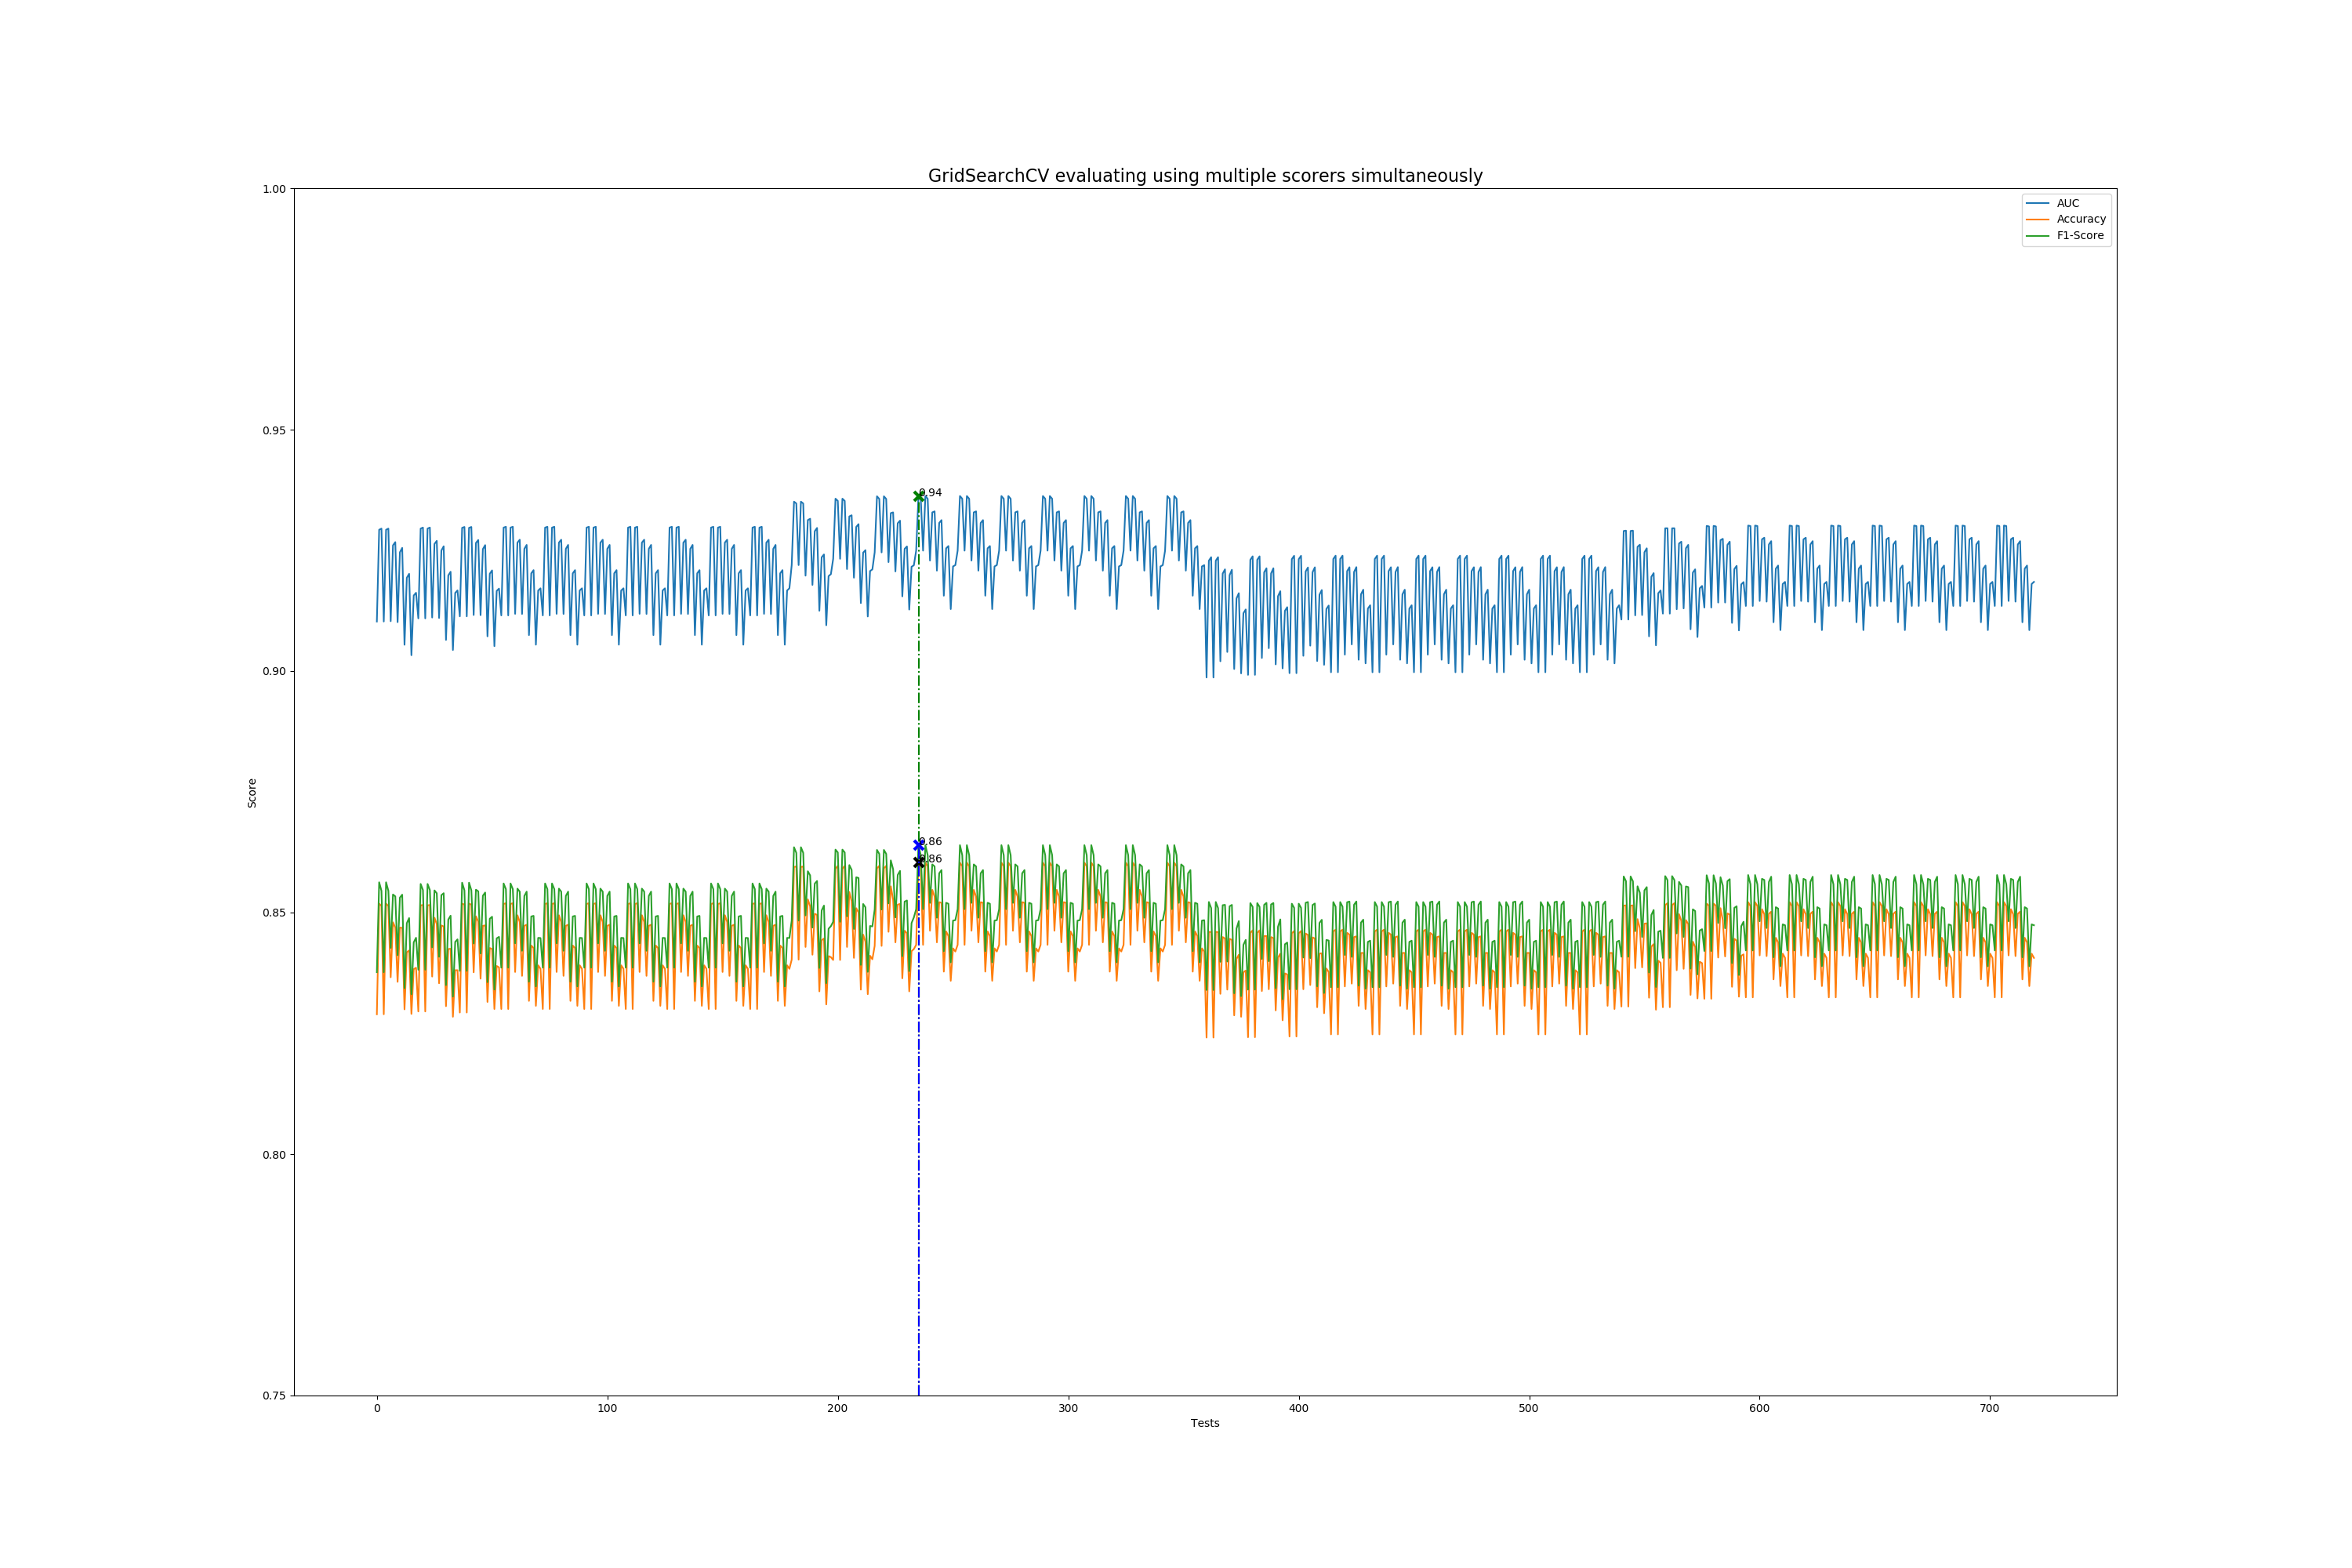 GridSearchCV evaluating using multiple scorers simultaneously
1.00
AUC
Accuracy
F1-Score
0.95
0.94
0.90
Score
0.86
0.86
0.85
0.80
0.75
0 100 200 300 400 500 600 700
Tests